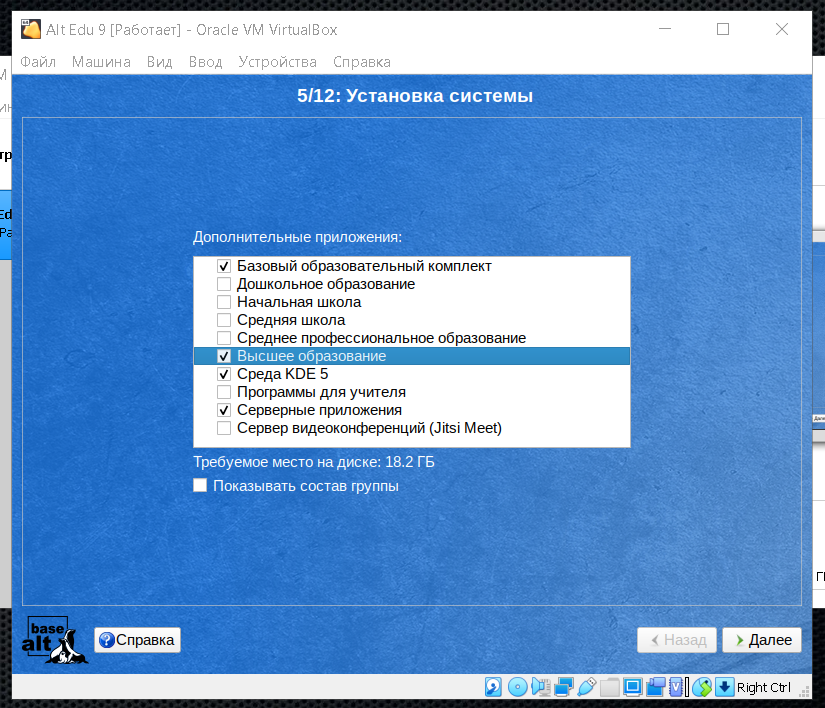 Alt Edu 9 [Работает] - Oracle VM VirtualBox
Файл Машина Вид Ввод Устройства Справка
5/12: Установка системы
Дополнительные приложения:
Базовый образовательный комплект
Дошкольное образование
Начальная школа
Средняя школа
Среднее профессиональное образование
Высшее образование
Среда KDE 5
Программы для учителя
Серверные приложения
Сервер видеоконференций (Jitsi Meet)
Требуемое место на диске: 18.2 ГБ
Показывать состав группы
base
alt
Справка
Назад
Далее
Right Ctrl